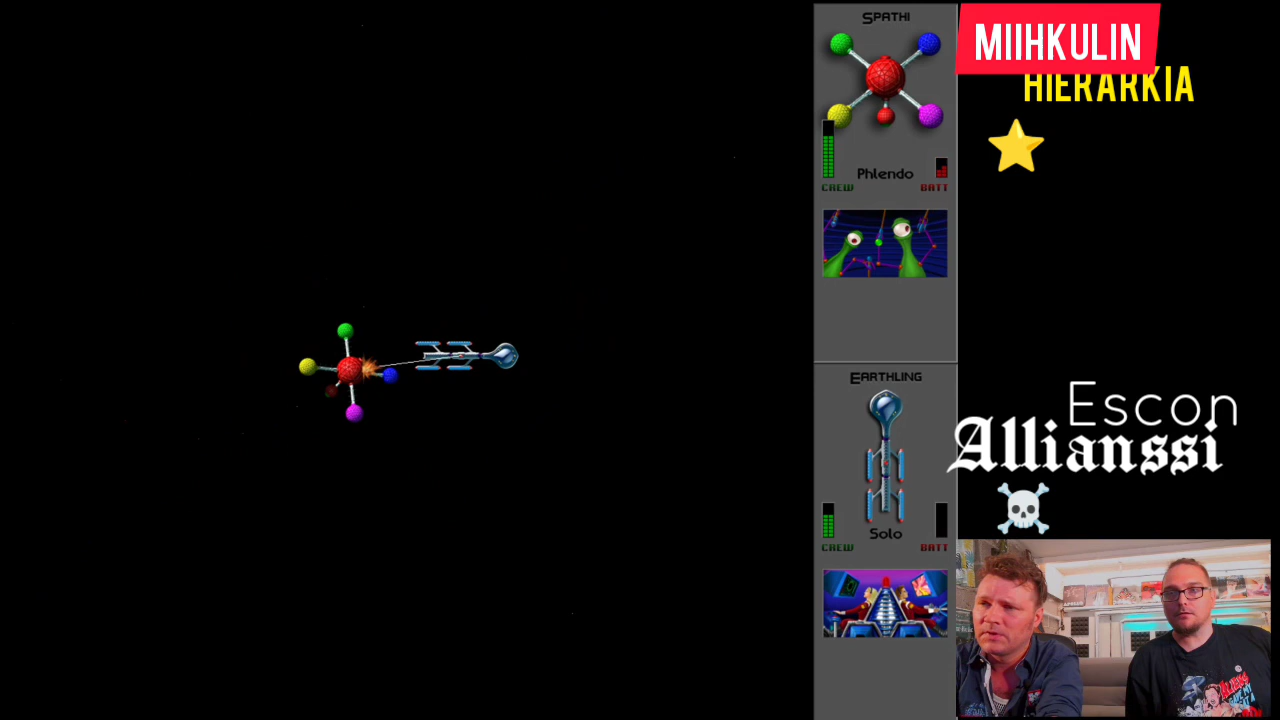 SPATHI
Phlendo
CREW
BATT
EARTHLING
Solo
CREW
BATT
MIIHKULIN
HIERARKIA
Escon
Allianssi